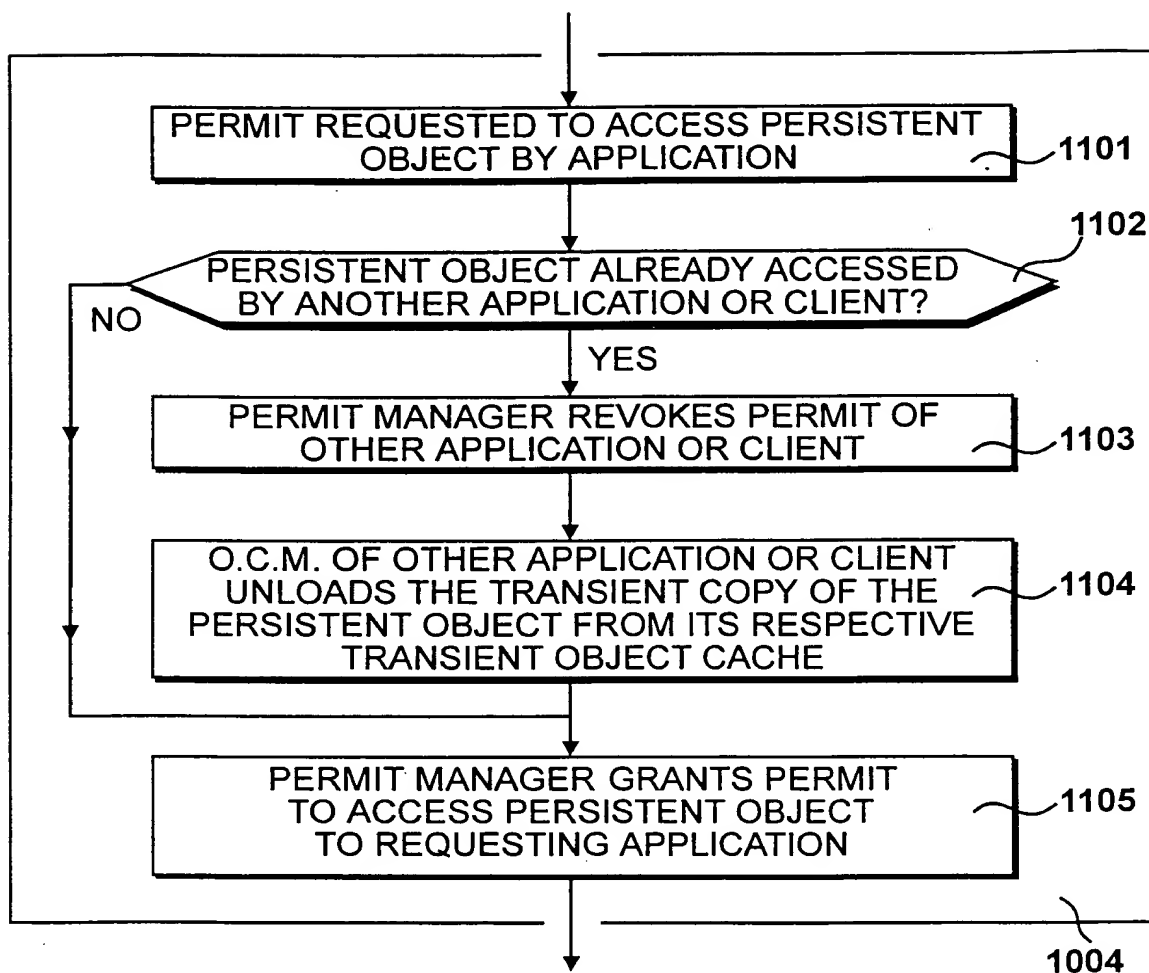 PERMIT REQUESTED TO ACCESS PERSISTENT
OBJECT BY APPLICATION
1101
1102
PERSISTENT OBJECT ALREADY ACCESSED
BY ANOTHER APPLICATION OR CLIENT?
NO
YES
PERMIT MANAGER REVOKES PERMIT OF
OTHER APPLICATION OR CLIENT
1103
O.C.M. OF OTHER APPLICATION OR CLIENT
UNLOADS THE TRANSIENT COPY OF THE
PERSISTENT OBJECT FROM ITS RESPECTIVE
TRANSIENT OBJECT CACHE
1104
PERMIT MANAGER GRANTS PERMIT
TO ACCESS PERSISTENT OBJECT
TO REQUESTING APPLICATION
1105
1004